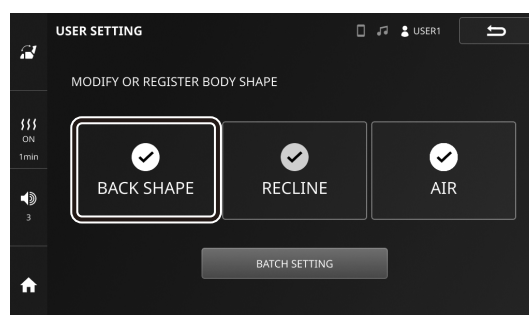 USER SETTING
USER1
MODIFY OR REGISTER BODY SHAPE
ON
1min
BACK SHAPE
RECLINE
AIR
3
BATCH SETTING